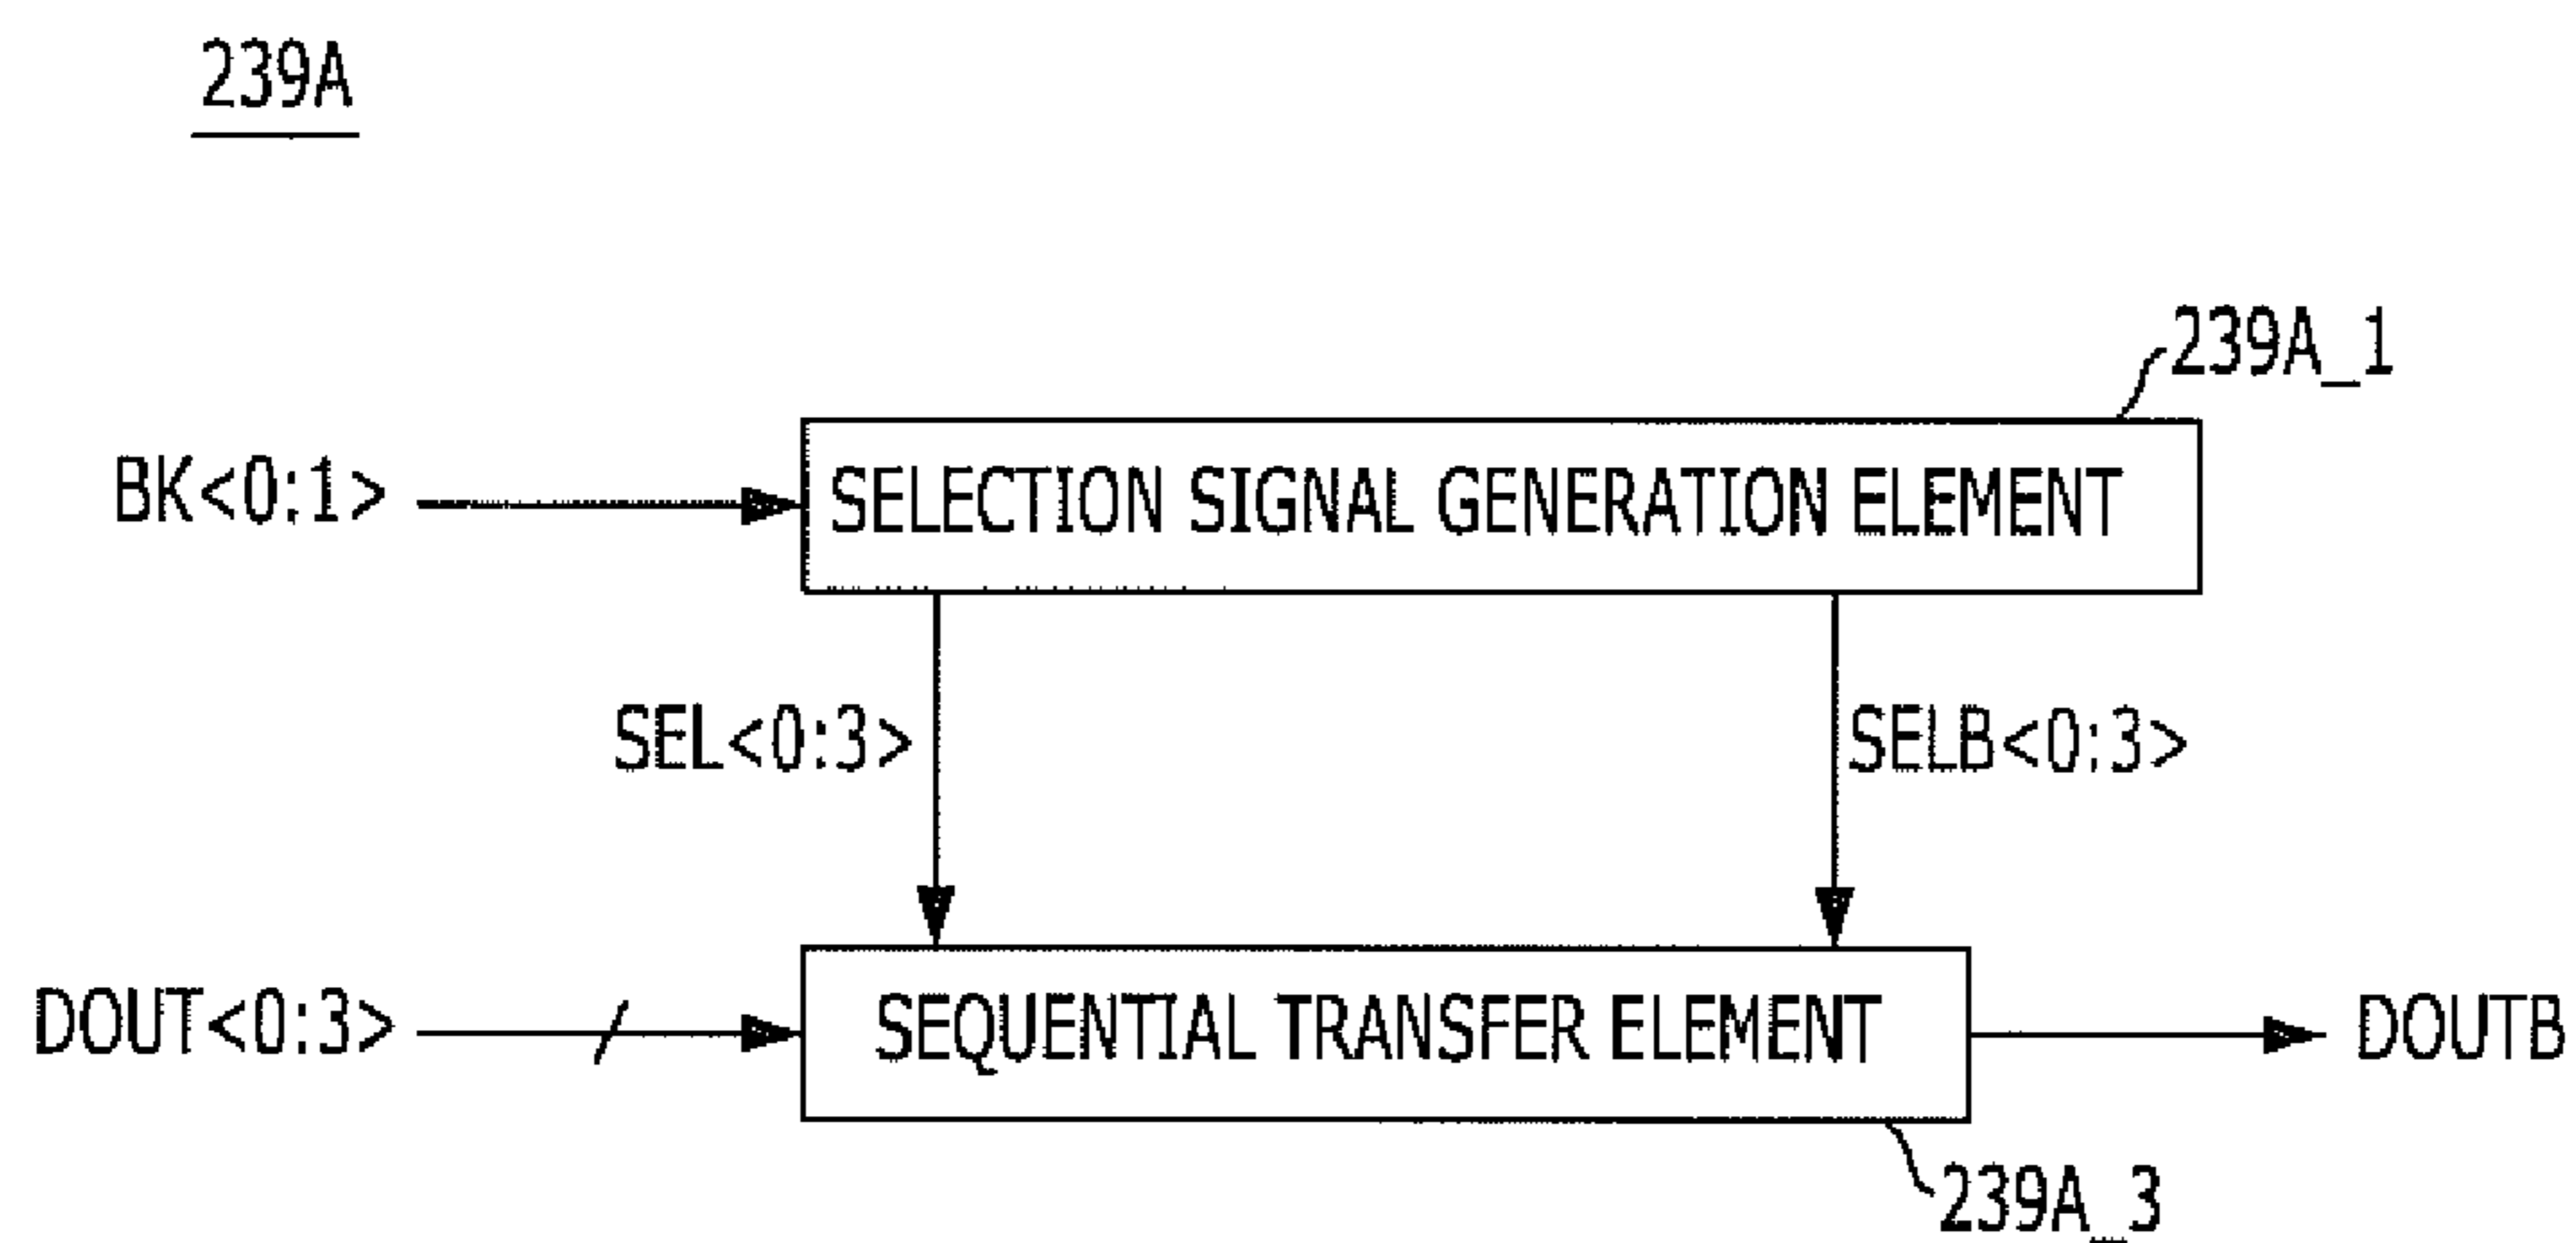 239A
239A_1
BK<0:1>
SELECTION SIGNAL GENERATION ELEMENT
SEL<0:3>
SELB<0:3>
DOUT<0:3>
SEQUENTIAL TRANSFER ELEMENT
DOUTB
239A_3